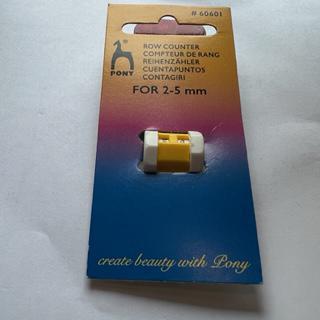 # 60601
PONY
ROW COUNTER
COMPTEUR DE RANG
REIHENZÄHLER
CUENTAPUNTOS
CONTAGIRI
FOR 2-5 mm
create beauty with Pony